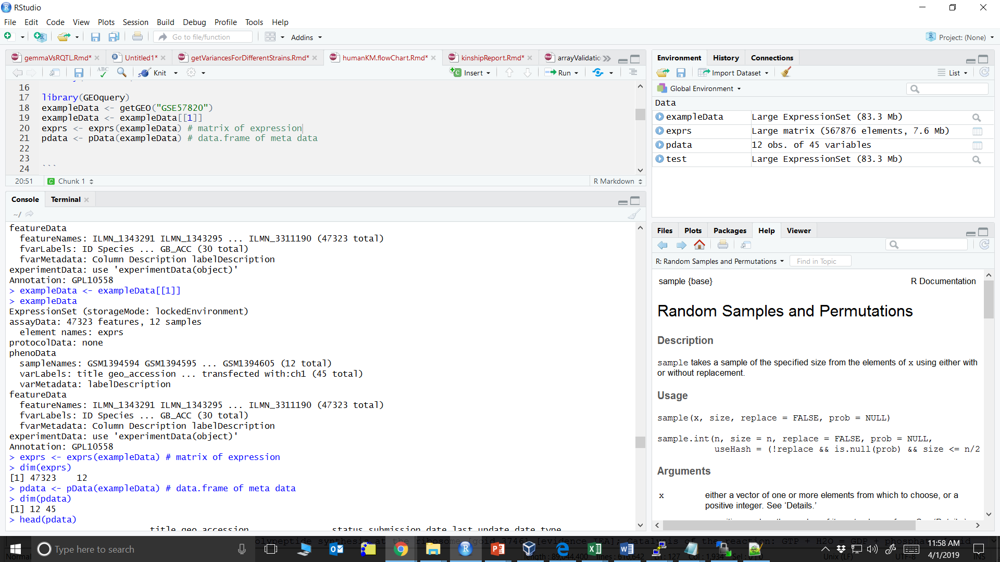 RStudio
File Edit Code View Plots Session Build Debug Profile Tools Help
Go to file/function Addins Project: (None)
gemmaVsRQTL.Rmd* Untitled1* getVariancesForDifferentStrains.Rmd* humanKM.flowChart.Rmd* kinshipReport.Rmd* arrayValidatio
ABC Knit Insert Run
16
17 library(GEOquery)
18 exampleData <- getGEO("GSE57820")
19 exampleData <- exampleData[[1]]
20 exprs <- exprs(exampleData) # matrix of expression
21 pdata <- pData(exampleData) # data.frame of meta data
22
23
24 ```
20:51 Chunk 1 R Markdown
Console Terminal
~/
featureData
featureNames: ILMN_1343291 ILMN_1343295 ... ILMN_3311190 (47323 total)
fvarLabels: ID Species ... GB_ACC (30 total)
fvarMetadata: Column Description labelDescription
experimentData: use 'experimentData(object)'
Annotation: GPL10558
> exampleData <- exampleData[[1]]
> exampleData
ExpressionSet (storageMode: lockedEnvironment)
assayData: 47323 features, 12 samples
element names: exprs
protocolData: none
phenoData
sampleNames: GSM1394594 GSM1394595 ... GSM1394605 (12 total)
varLabels: title geo_accession ... transfected with:ch1 (45 total)
varMetadata: labelDescription
featureData
featureNames: ILMN_1343291 ILMN_1343295 ... ILMN_3311190 (47323 total)
fvarLabels: ID Species ... GB_ACC (30 total)
fvarMetadata: Column Description labelDescription
experimentData: use 'experimentData(object)'
Annotation: GPL10558
> exprs <- exprs(exampleData) # matrix of expression
> dim(exprs)
[1] 47323 12
> pdata <- pData(exampleData) # data.frame of meta data
> dim(pdata)
[1] 12 45
> head(pdata)
title geo_accession status submission_date last_update_date type
Environment History Connections
Import Dataset List
Global Environment
Data
exampleData Large ExpressionSet (83.3 Mb)
exprs Large matrix (567876 elements, 7.6 Mb)
pdata 12 obs. of 45 variables
test Large ExpressionSet (83.3 Mb)
Files Plots Packages Help Viewer
R: Random Samples and Permutations Find in Topic
sample {base} R Documentation
Random Samples and Permutations
Description
sample takes a sample of the specified size from the elements of x using either with
or without replacement.
Usage
sample(x, size, replace = FALSE, prob = NULL)
sample.int(n, size = n, replace = FALSE, prob = NULL,
useHash = (!replace && is.null(prob) && size <= n/2
Arguments
x either a vector of one or more elements from which to choose, or a
positive integer. See ‘Details.’
Type here to search
11:58 AM
4/1/2019